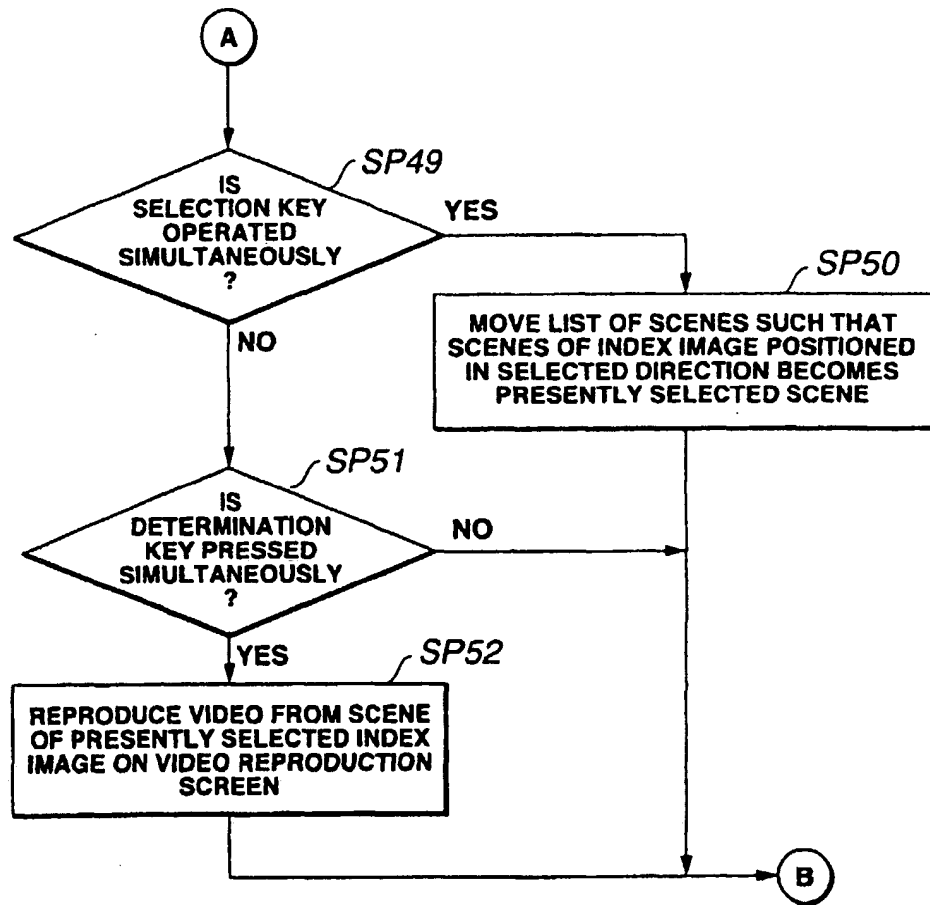 A
SP49
IS
SELECTION KEY
OPERATED
SIMULTANEOUSLY
?
YES
NO
SP50
MOVE LIST OF SCENES SUCH THAT
SCENES OF INDEX IMAGE POSITIONED
IN SELECTED DIRECTION BECOMES
PRESENTLY SELECTED SCENE
SP51
IS
DETERMINATION
KEY PRESSED
SIMULTANEOUSLY
?
NO
YES
SP52
REPRODUCE VIDEO FROM SCENE
OF PRESENTLY SELECTED INDEX
IMAGE ON VIDEO REPRODUCTION
SCREEN
B